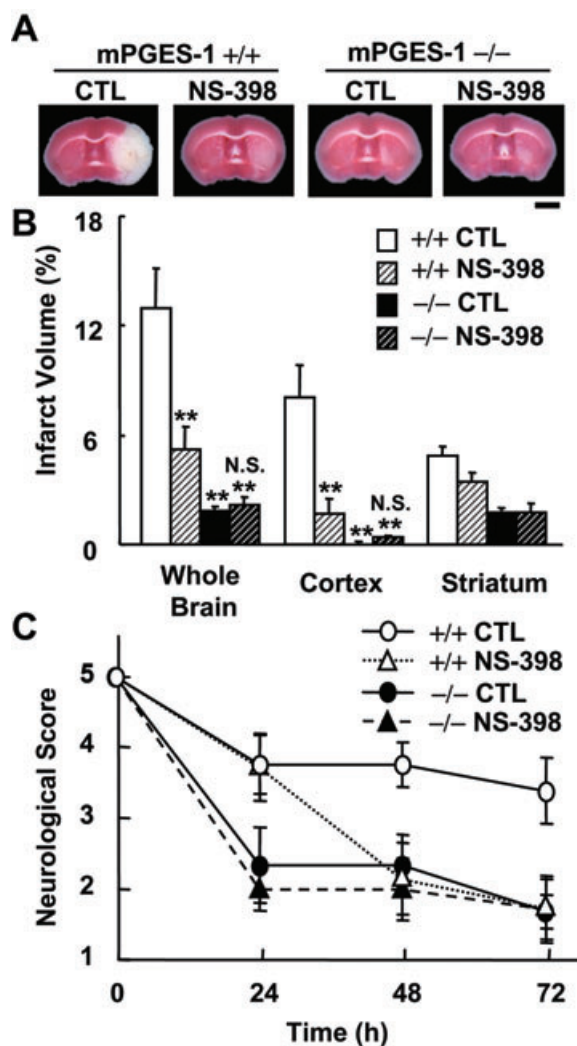 A
mPGES-1 +/+ mPGES-1 –/–
CTL NS-398 CTL NS-398
B
18
12
6
0
Infarct Volume (%)
+/+ CTL
+/+ NS-398
–/– CTL
–/– NS-398
** ** N.S. **
** ** N.S. **
Whole Brain
Cortex
Striatum
C
5
4
3
2
1
Neurological Score
+/+ CTL
+/+ NS-398
–/– CTL
–/– NS-398
0 24 48 72
Time (h)